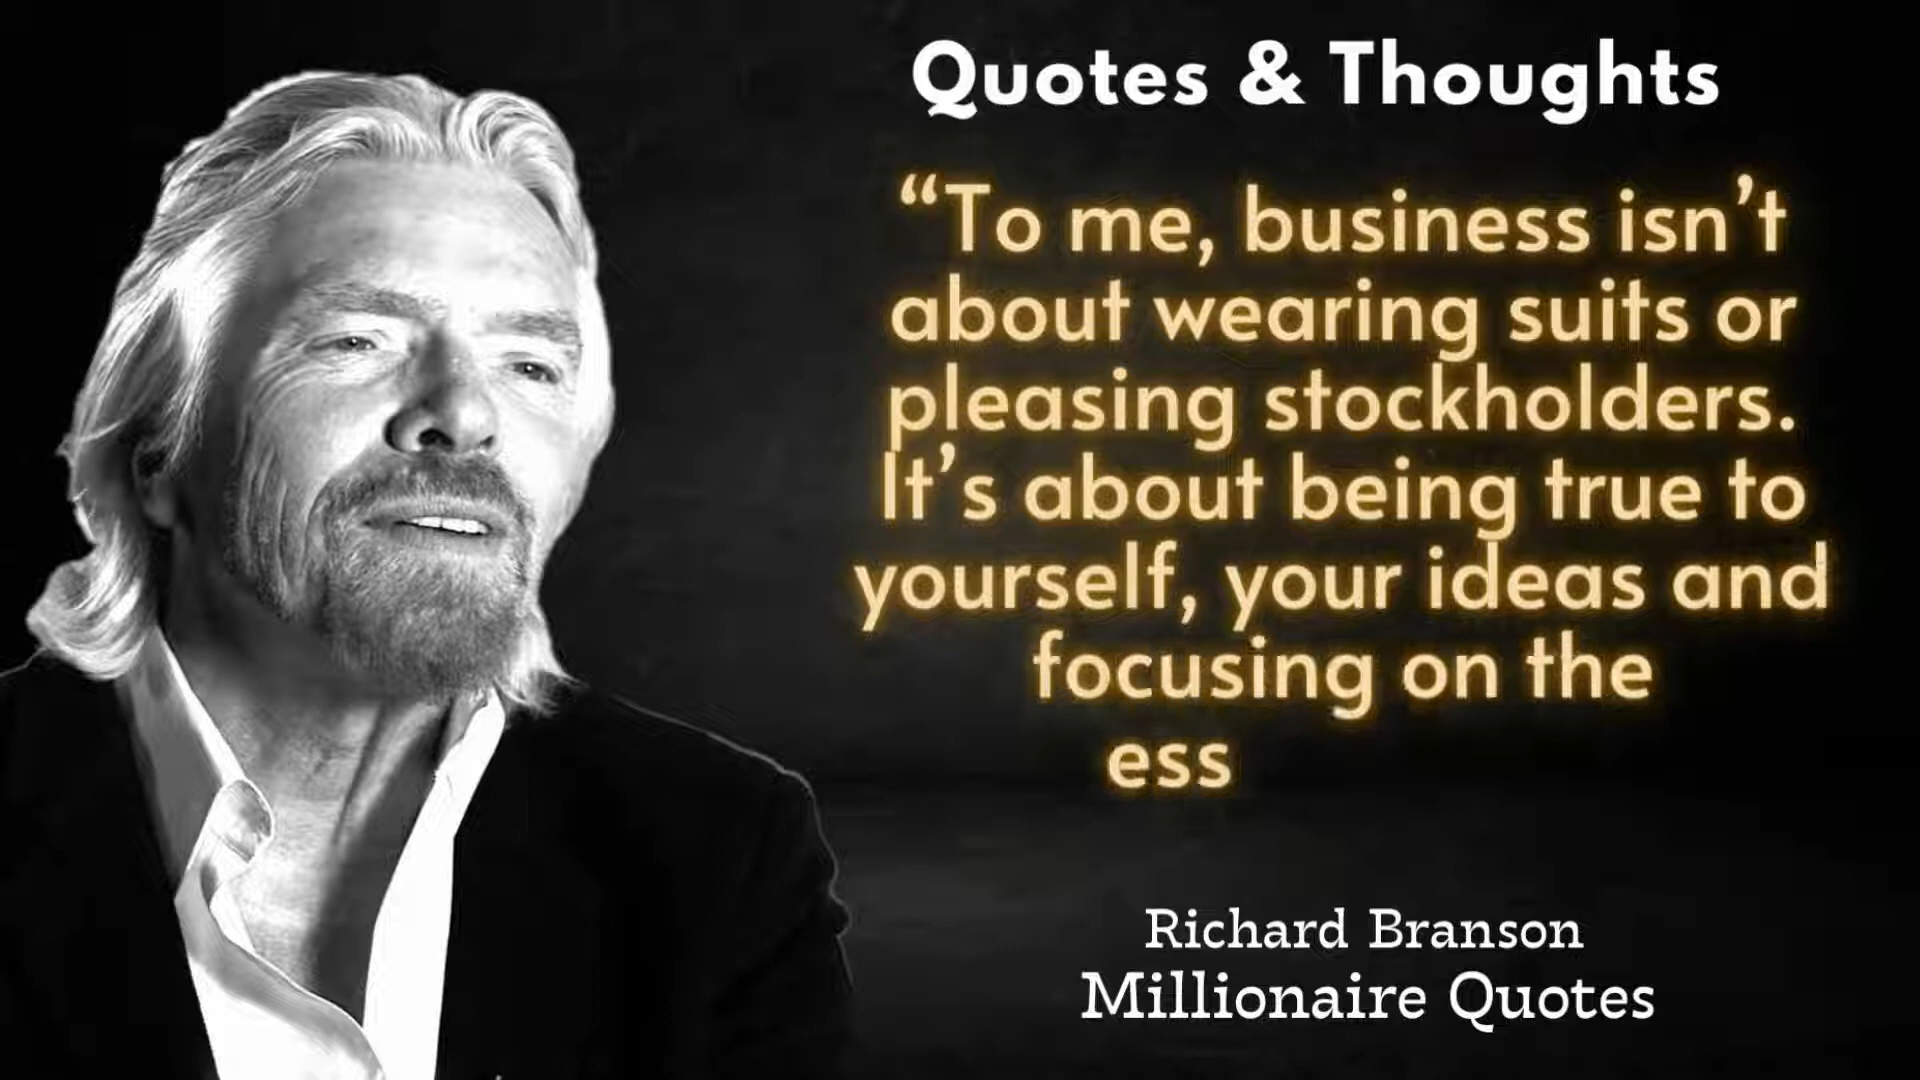 Quotes & Thoughts
“To me, business isn’t
about wearing suits or
pleasing stockholders.
It’s about being true to
yourself, your ideas and
focusing on the
ess
Richard Branson
Millionaire Quotes